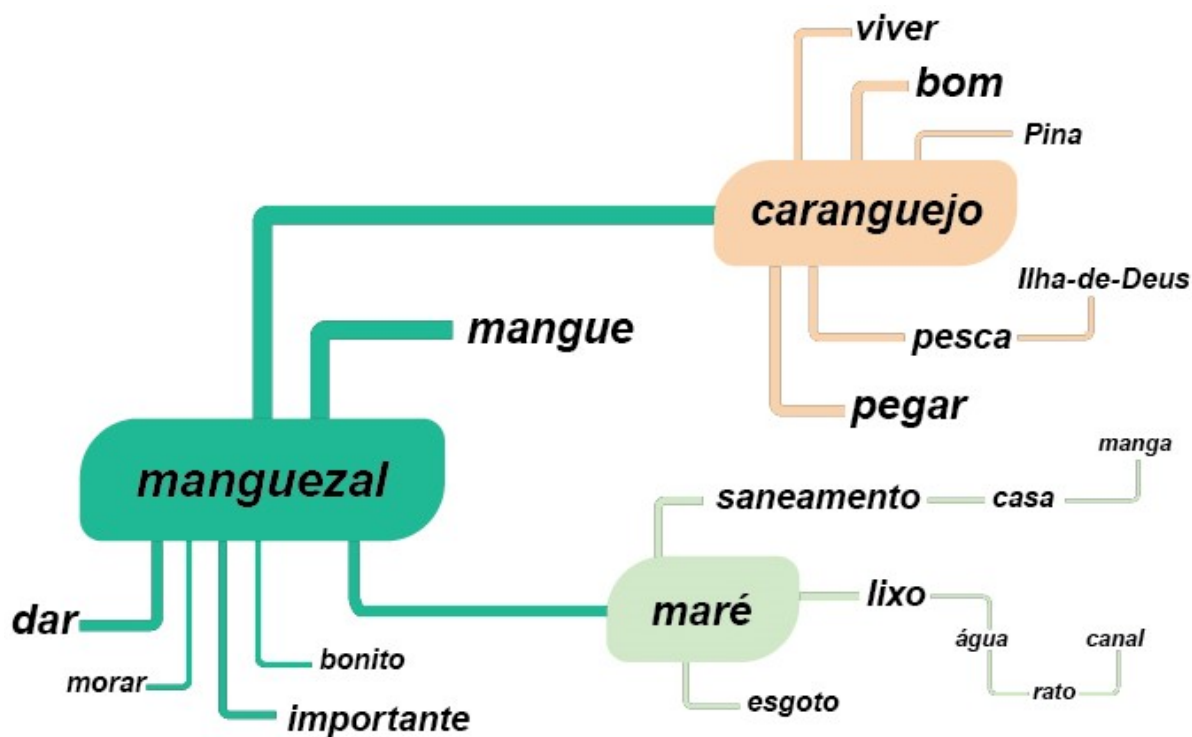 viver
bom
Pina
caranguejo
Ilha-de-Deus
mangue
pesca
pegar
manguezal
manga
saneamento
casa
lixo
maré
dar
água
canal
bonito
morar
rato
esgoto
importante